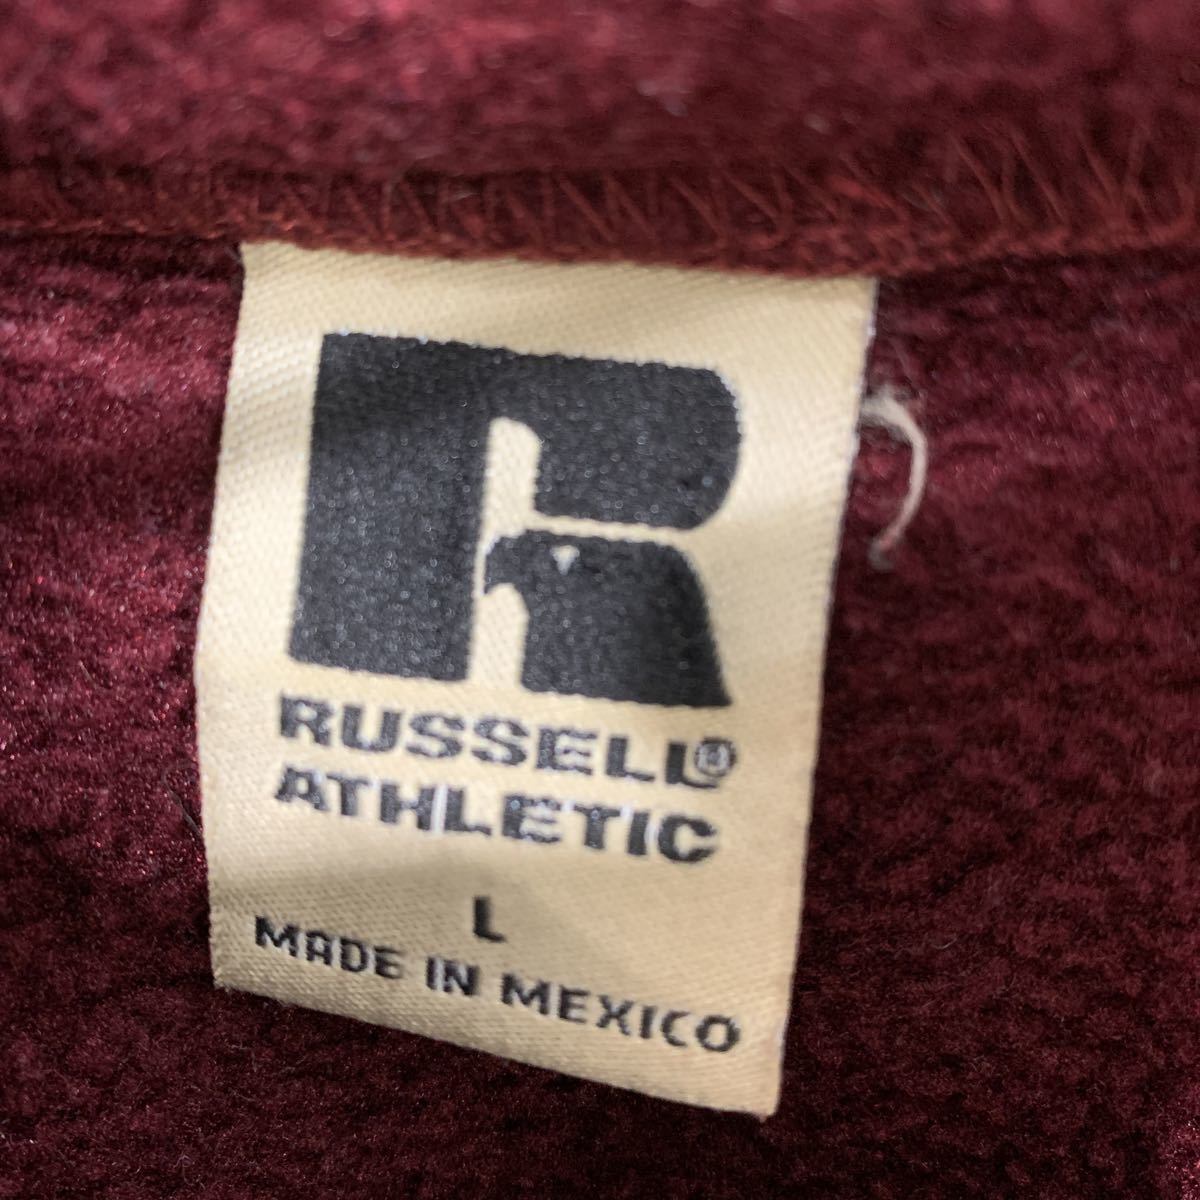 R
RUSSELL®
ATHLETIC
L
MADE IN MEXICO